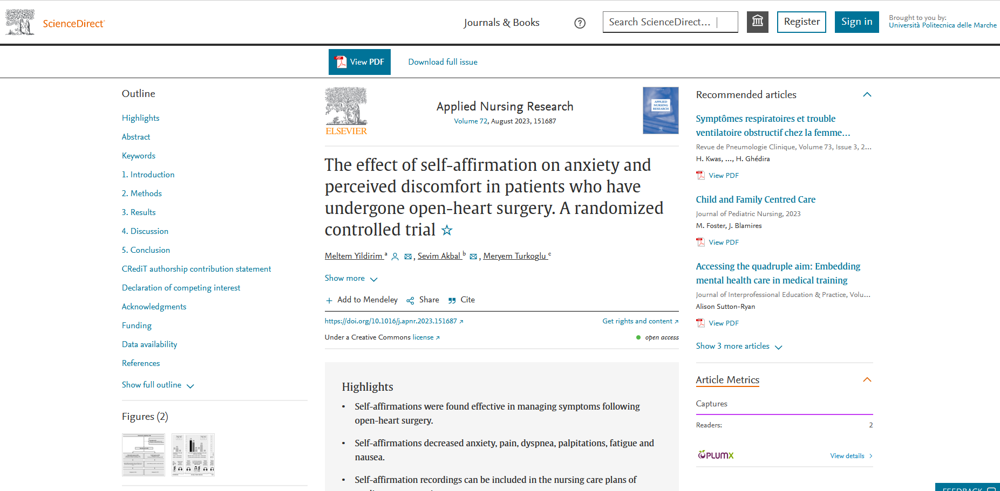 ScienceDirect
Journals & Books
Search ScienceDirect...
Register
Sign in
Brought to you by:
Università Politecnica delle Marche
View PDF
Download full issue
Outline
Highlights
Abstract
Keywords
1. Introduction
2. Methods
3. Results
4. Discussion
5. Conclusion
CRediT authorship contribution statement
Declaration of competing interest
Acknowledgments
Funding
Data availability
References
Show full outline
Figures (2)
ELSEVIER
Applied Nursing Research
Volume 72, August 2023, 151687
APPLIED
NURSING
RESEARCH
The effect of self-affirmation on anxiety and
perceived discomfort in patients who have
undergone open-heart surgery. A randomized
controlled trial
Meltem Yildirim a, Sevim Akbal b, Meryem Turkoglu c
Show more
Add to Mendeley Share Cite
https://doi.org/10.1016/j.apnr.2023.151687
Get rights and content
Under a Creative Commons license
open access
Highlights
• Self-affirmations were found effective in managing symptoms following
open-heart surgery.
• Self-affirmations decreased anxiety, pain, dyspnea, palpitations, fatigue and
nausea.
• Self-affirmation recordings can be included in the nursing care plans of
Recommended articles
Symptômes respiratoires et trouble
ventilatoire obstructif chez la femme...
Revue de Pneumologie Clinique, Volume 73, Issue 3, 2...
H. Kwas, ..., H. Ghédira
View PDF
Child and Family Centred Care
Journal of Pediatric Nursing, 2023
M. Foster, J. Blamires
View PDF
Accessing the quadruple aim: Embedding
mental health care in medical training
Journal of Interprofessional Education & Practice, Volu...
Alison Sutton-Ryan
View PDF
Show 3 more articles
Article Metrics
Captures
Readers: 2
PLUMX
View details
FEEDBACK